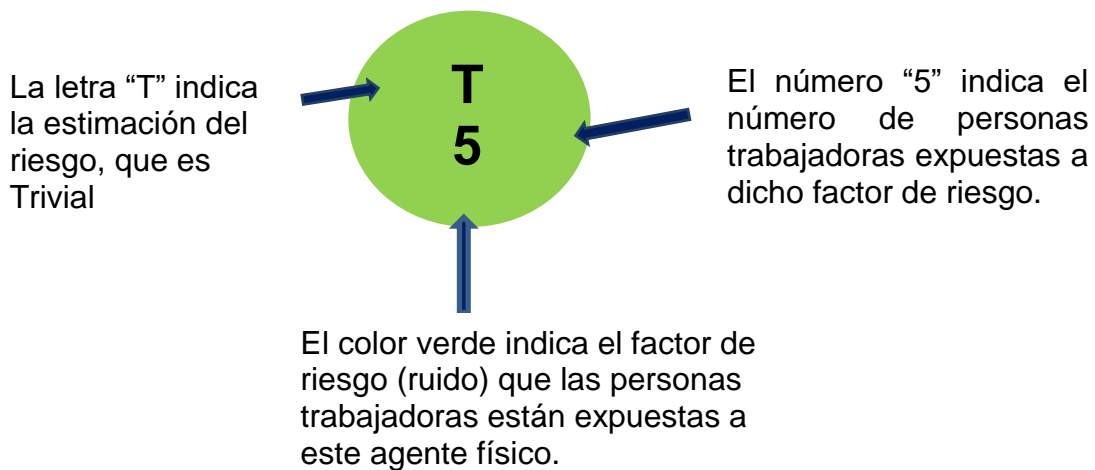 La letra “T” indica
la estimación del
riesgo, que es
Trivial
T
5
El número “5” indica el
número de personas
trabajadoras expuestas a
dicho factor de riesgo.
El color verde indica el factor de
riesgo (ruido) que las personas
trabajadoras están expuestas a
este agente físico.